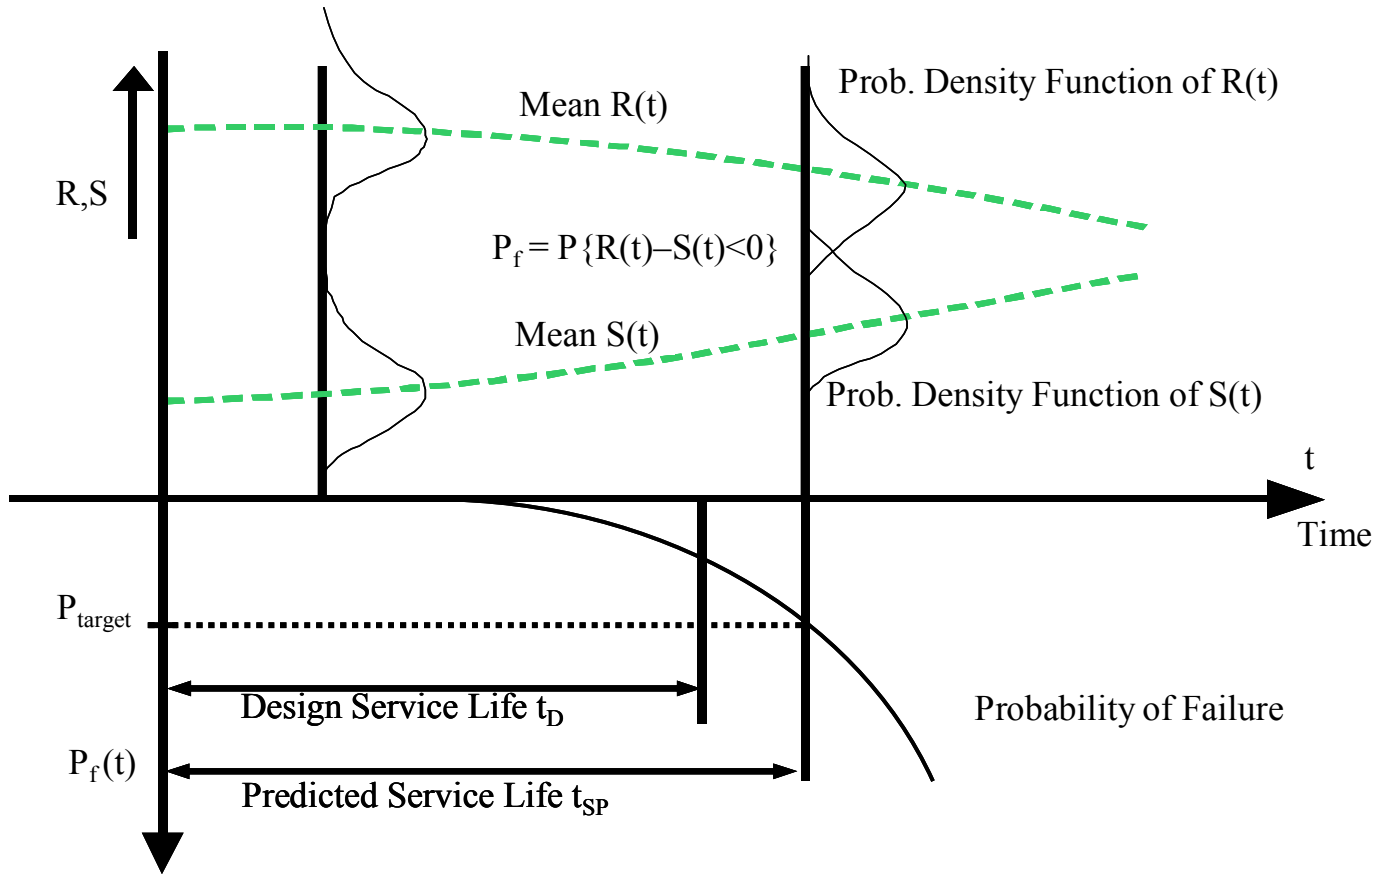 Prob. Density Function of R(t)
Mean R(t)
R,S
P_f = P{R(t)–S(t)<0}
Mean S(t)
Prob. Density Function of S(t)
t
Time
P_target
Design Service Life t_D
Probability of Failure
P_f (t)
Predicted Service Life t_SP